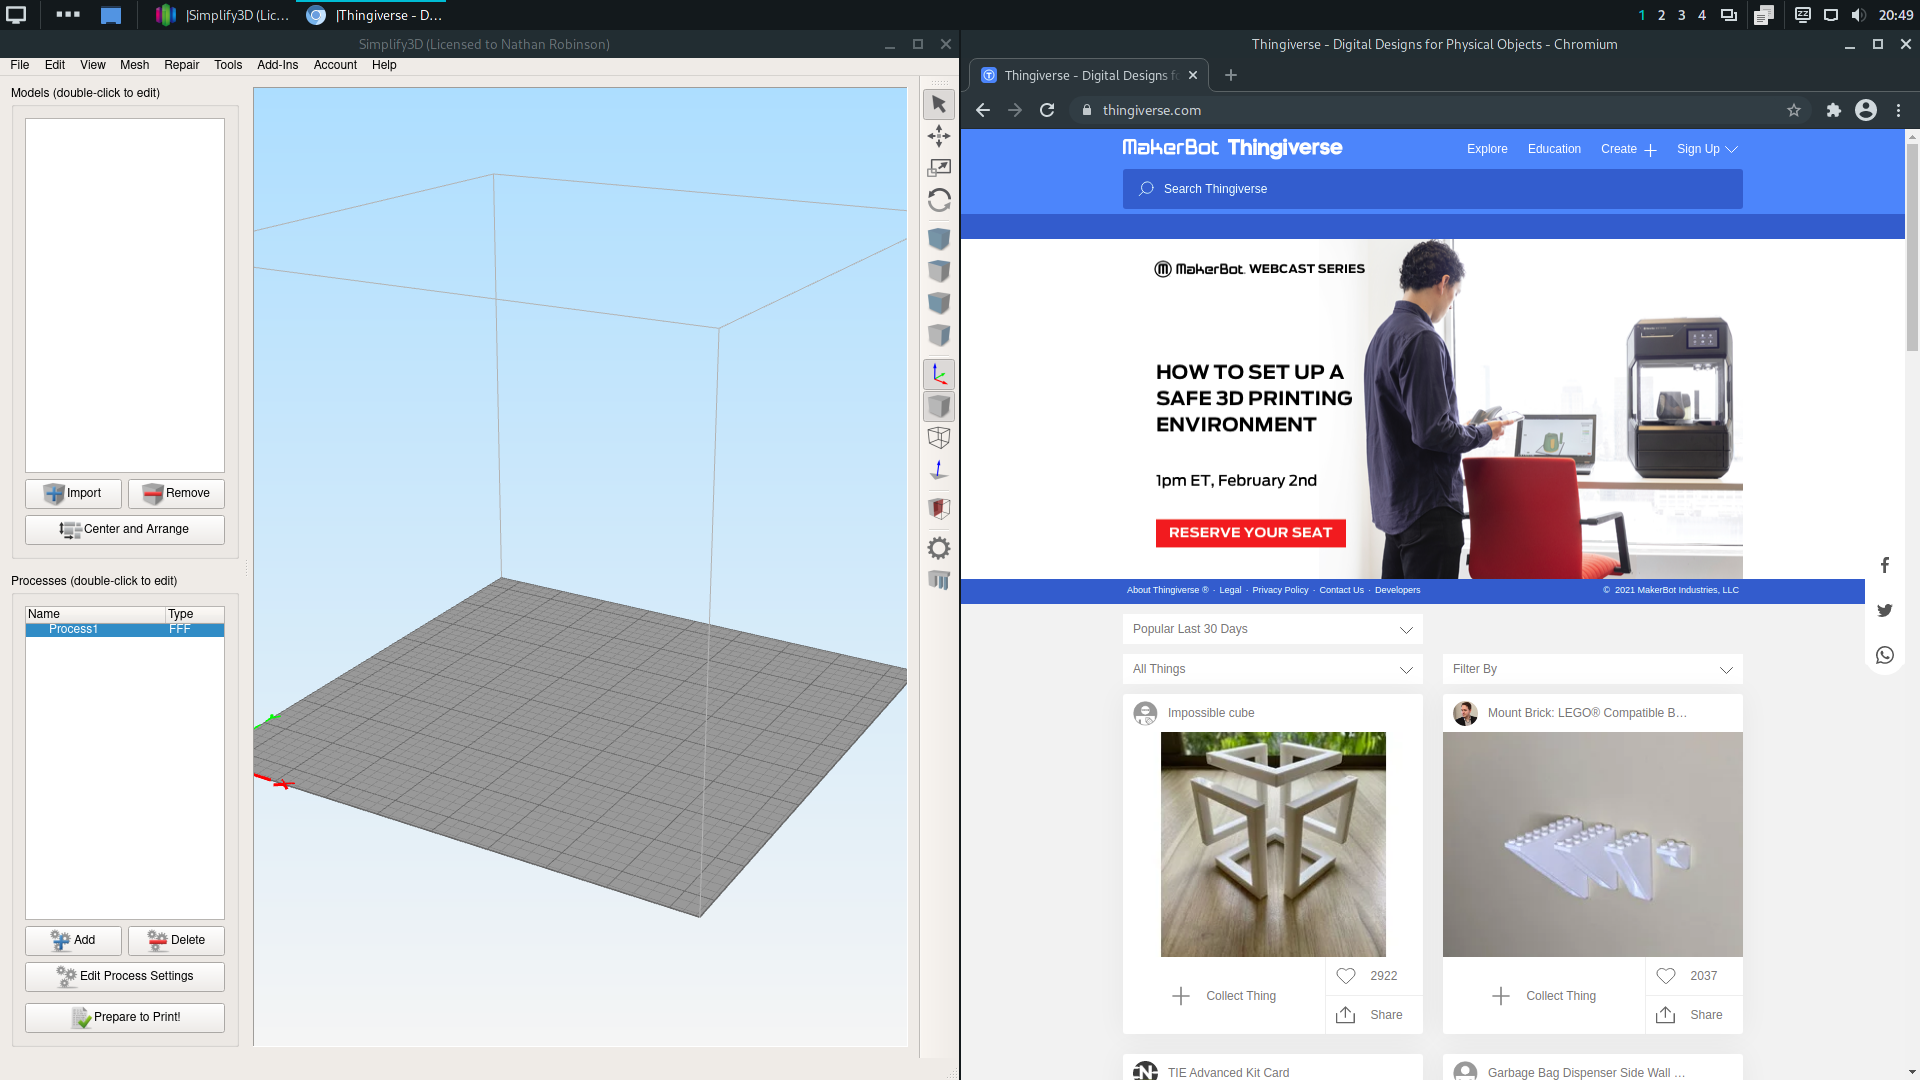 |Simplify3D (Lic...
|Thingiverse - D...
1 2 3 4
20:49
Simplify3D (Licensed to Nathan Robinson)
File Edit View Mesh Repair Tools Add-Ins Account Help
Models (double-click to edit)
Import
Remove
Center and Arrange
Processes (double-click to edit)
Name Type
Process1 FFF
Add
Delete
Edit Process Settings
Prepare to Print!
Thingiverse - Digital Designs for Physical Objects - Chromium
Thingiverse - Digital Designs fo
thingiverse.com
MakerBot Thingiverse
Explore Education Create Sign Up
Search Thingiverse
MakerBot. WEBCAST SERIES
HOW TO SET UP A
SAFE 3D PRINTING
ENVIRONMENT
1pm ET, February 2nd
RESERVE YOUR SEAT
About Thingiverse ® · Legal · Privacy Policy · Contact Us · Developers
© 2021 MakerBot Industries, LLC
Popular Last 30 Days
All Things
Filter By
Impossible cube
2922
Collect Thing
Share
Mount Brick: LEGO® Compatible B…
2037
Collect Thing
Share
TIE Advanced Kit Card
Garbage Bag Dispenser Side Wall …